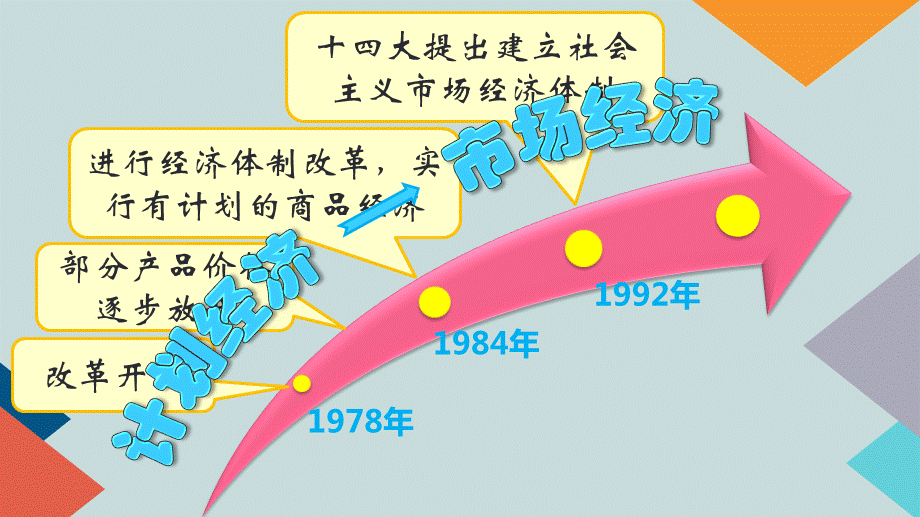 十四大提出建立社会
主义市场经济体制
市场经济
进行经济体制改革，实
行有计划的商品经济
部分产品价
逐步放
计划经济
改革开
1992年
1984年
1978年